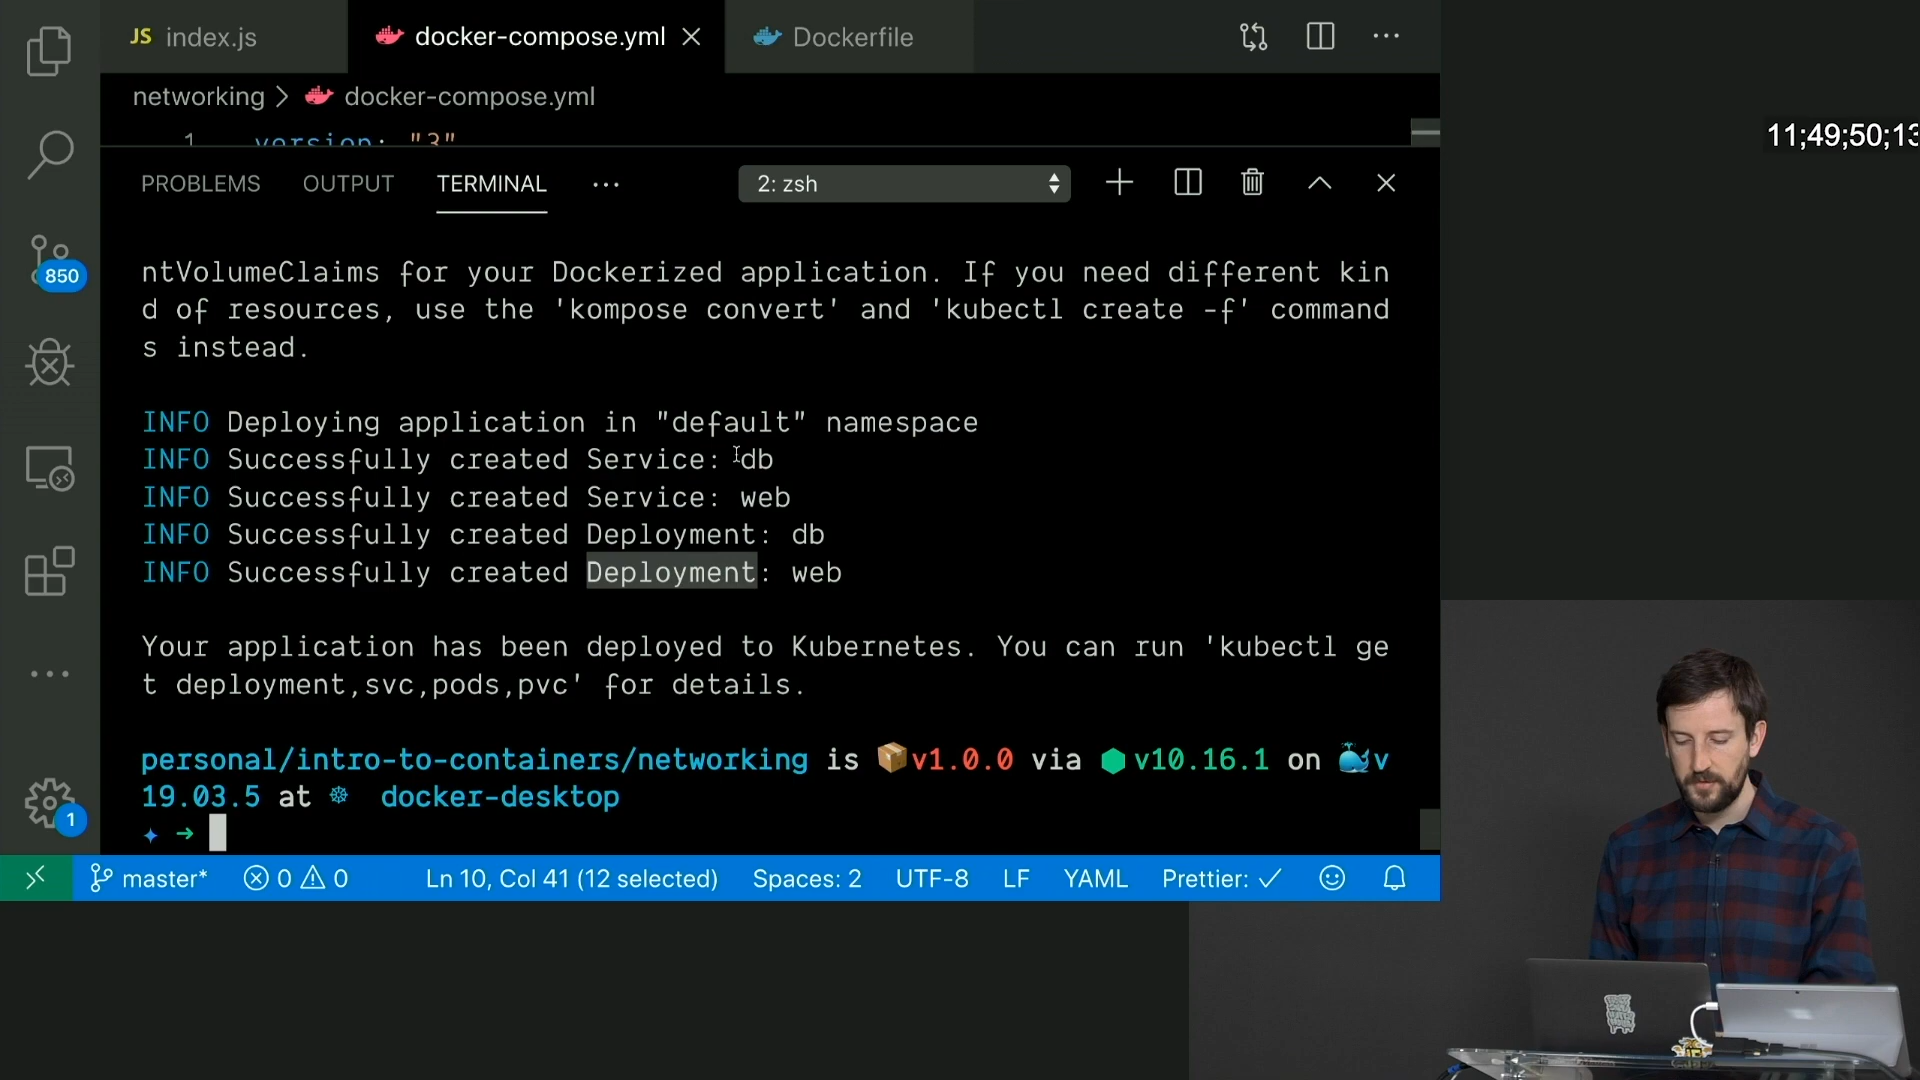 JS index.js
docker-compose.yml
Dockerfile
networking > docker-compose.yml
11;49;50;13
1 version: "3"
PROBLEMS OUTPUT TERMINAL ... 2: zsh
ntVolumeClaims for your Dockerized application. If you need different kin
d of resources, use the 'kompose convert' and 'kubectl create -f' command
s instead.
INFO Deploying application in "default" namespace
INFO Successfully created Service: db
INFO Successfully created Service: web
INFO Successfully created Deployment: db
INFO Successfully created Deployment: web
Your application has been deployed to Kubernetes. You can run 'kubectl ge
t deployment,svc,pods,pvc' for details.
personal/intro-to-containers/networking is v1.0.0 via v10.16.1 on v
19.03.5 at docker-desktop
850
1
master* 0 0 Ln 10, Col 41 (12 selected) Spaces: 2 UTF-8 LF YAML Prettier: ✓